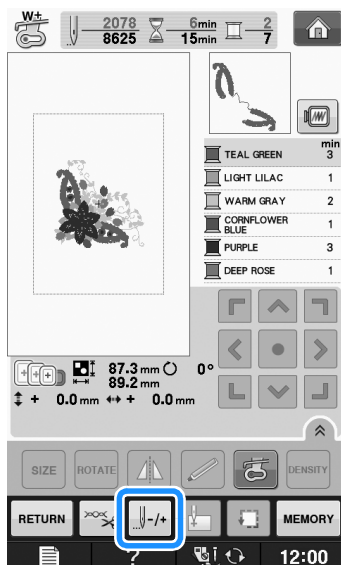 W+
2078 6min 2
8625 15min 7
min
TEAL GREEN 3
LIGHT LILAC 1
WARM GRAY 2
CORNFLOWER
BLUE 1
PURPLE 3
DEEP ROSE 1
87.3 mm 0°
89.2 mm
+ 0.0 mm + 0.0 mm
SIZE ROTATE DENSITY
RETURN -/+ MEMORY
? 12:00